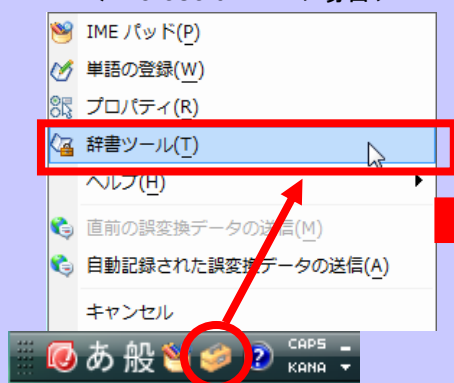 IME パッド(P)
単語の登録(W)
プロパティ(R)
辞書ツール(T)
ヘルプ(H)
直前の誤変換データの送信(M)
自動記録された誤変換データの送信(A)
キャンセル
あ 般 ? CAPS
KANA